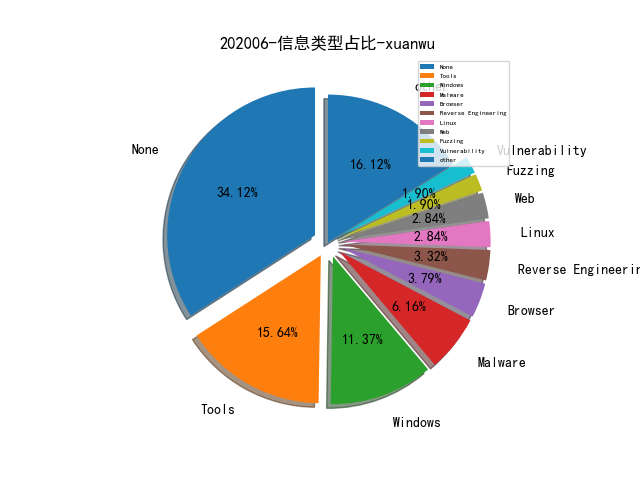 202006-信息类型占比-xuanwu
None
Tools
Windows
Malware
Browser
Reverse Engineering
Linux
Web
Fuzzing
Vulnerability
other
None
34.12%
Tools
15.64%
Windows
11.37%
Malware
6.16%
Browser
3.79%
Reverse Engineerin
3.32%
Linux
2.84%
Web
2.84%
Fuzzing
1.90%
Vulnerability
1.90%
other
16.12%